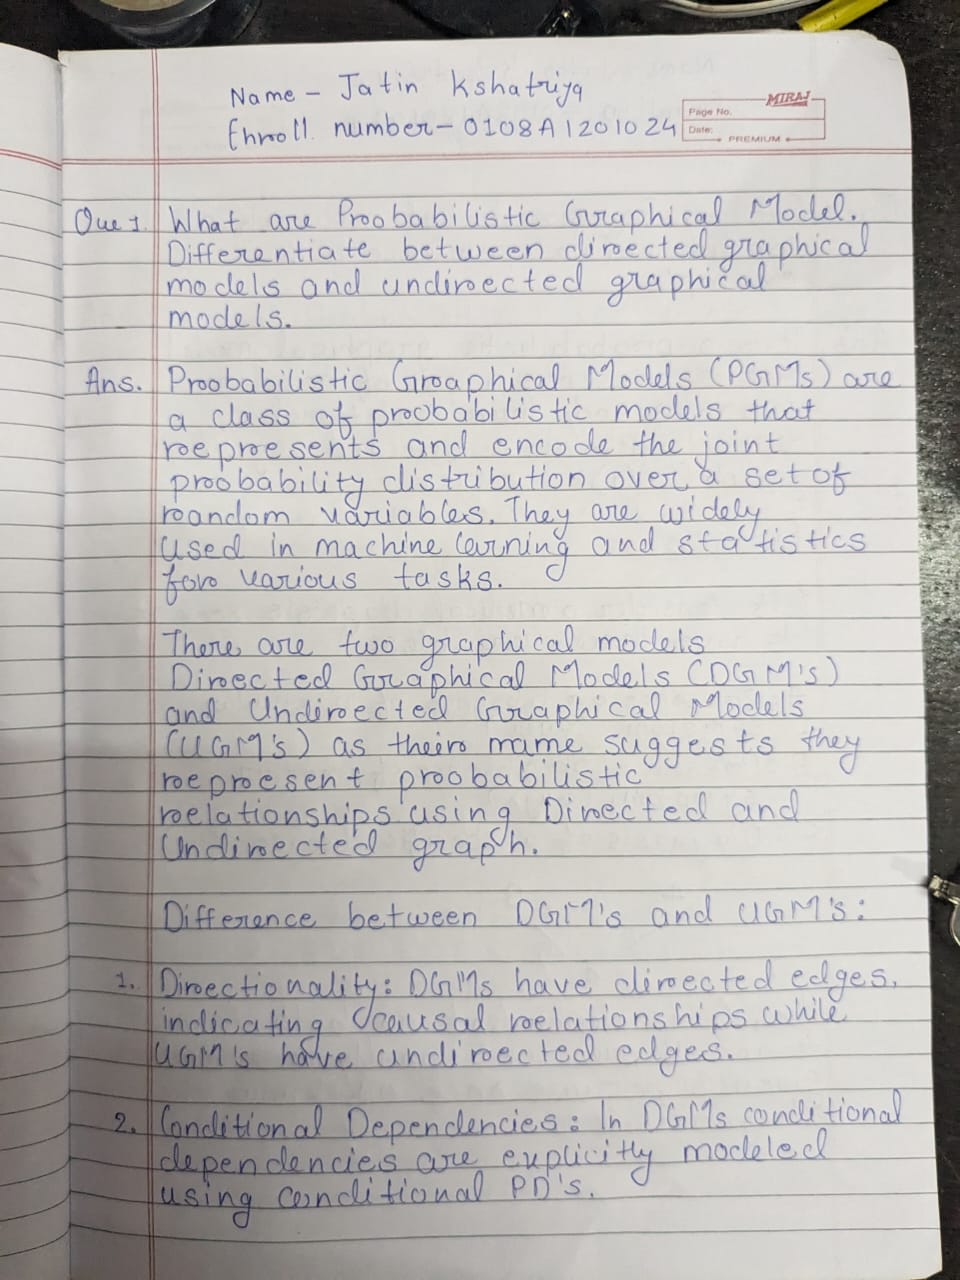 Name - Jatin Kshatriya
Enroll number - 0108AI201024
MIRAJ
Page No.
Date:
PREMIUM
Que 1. What are Probabilistic Graphical Model.
Differentiate between directed graphical
models and undirected graphical
models.
Ans. Probabilistic Graphical Models (PGMs) are
a class of probabilistic models that
represents and encode the joint
probability distribution over a set of
random variables. They are widely
used in machine learning and statistics
for various tasks.
There are two graphical models
Directed Graphical Models (DGM's)
and Undirected Graphical Models
(UGM's) as their name suggests they
represent probabilistic
relationships using Directed and
Undirected graph.
Difference between DGM's and UGM's:
1. Directionality: DGMs have directed edges,
indicating causal relationships while
UGM's have undirected edges.
2. Conditional Dependencies: In DGMs conditional
dependencies are explicitly modeled
using conditional PD's.